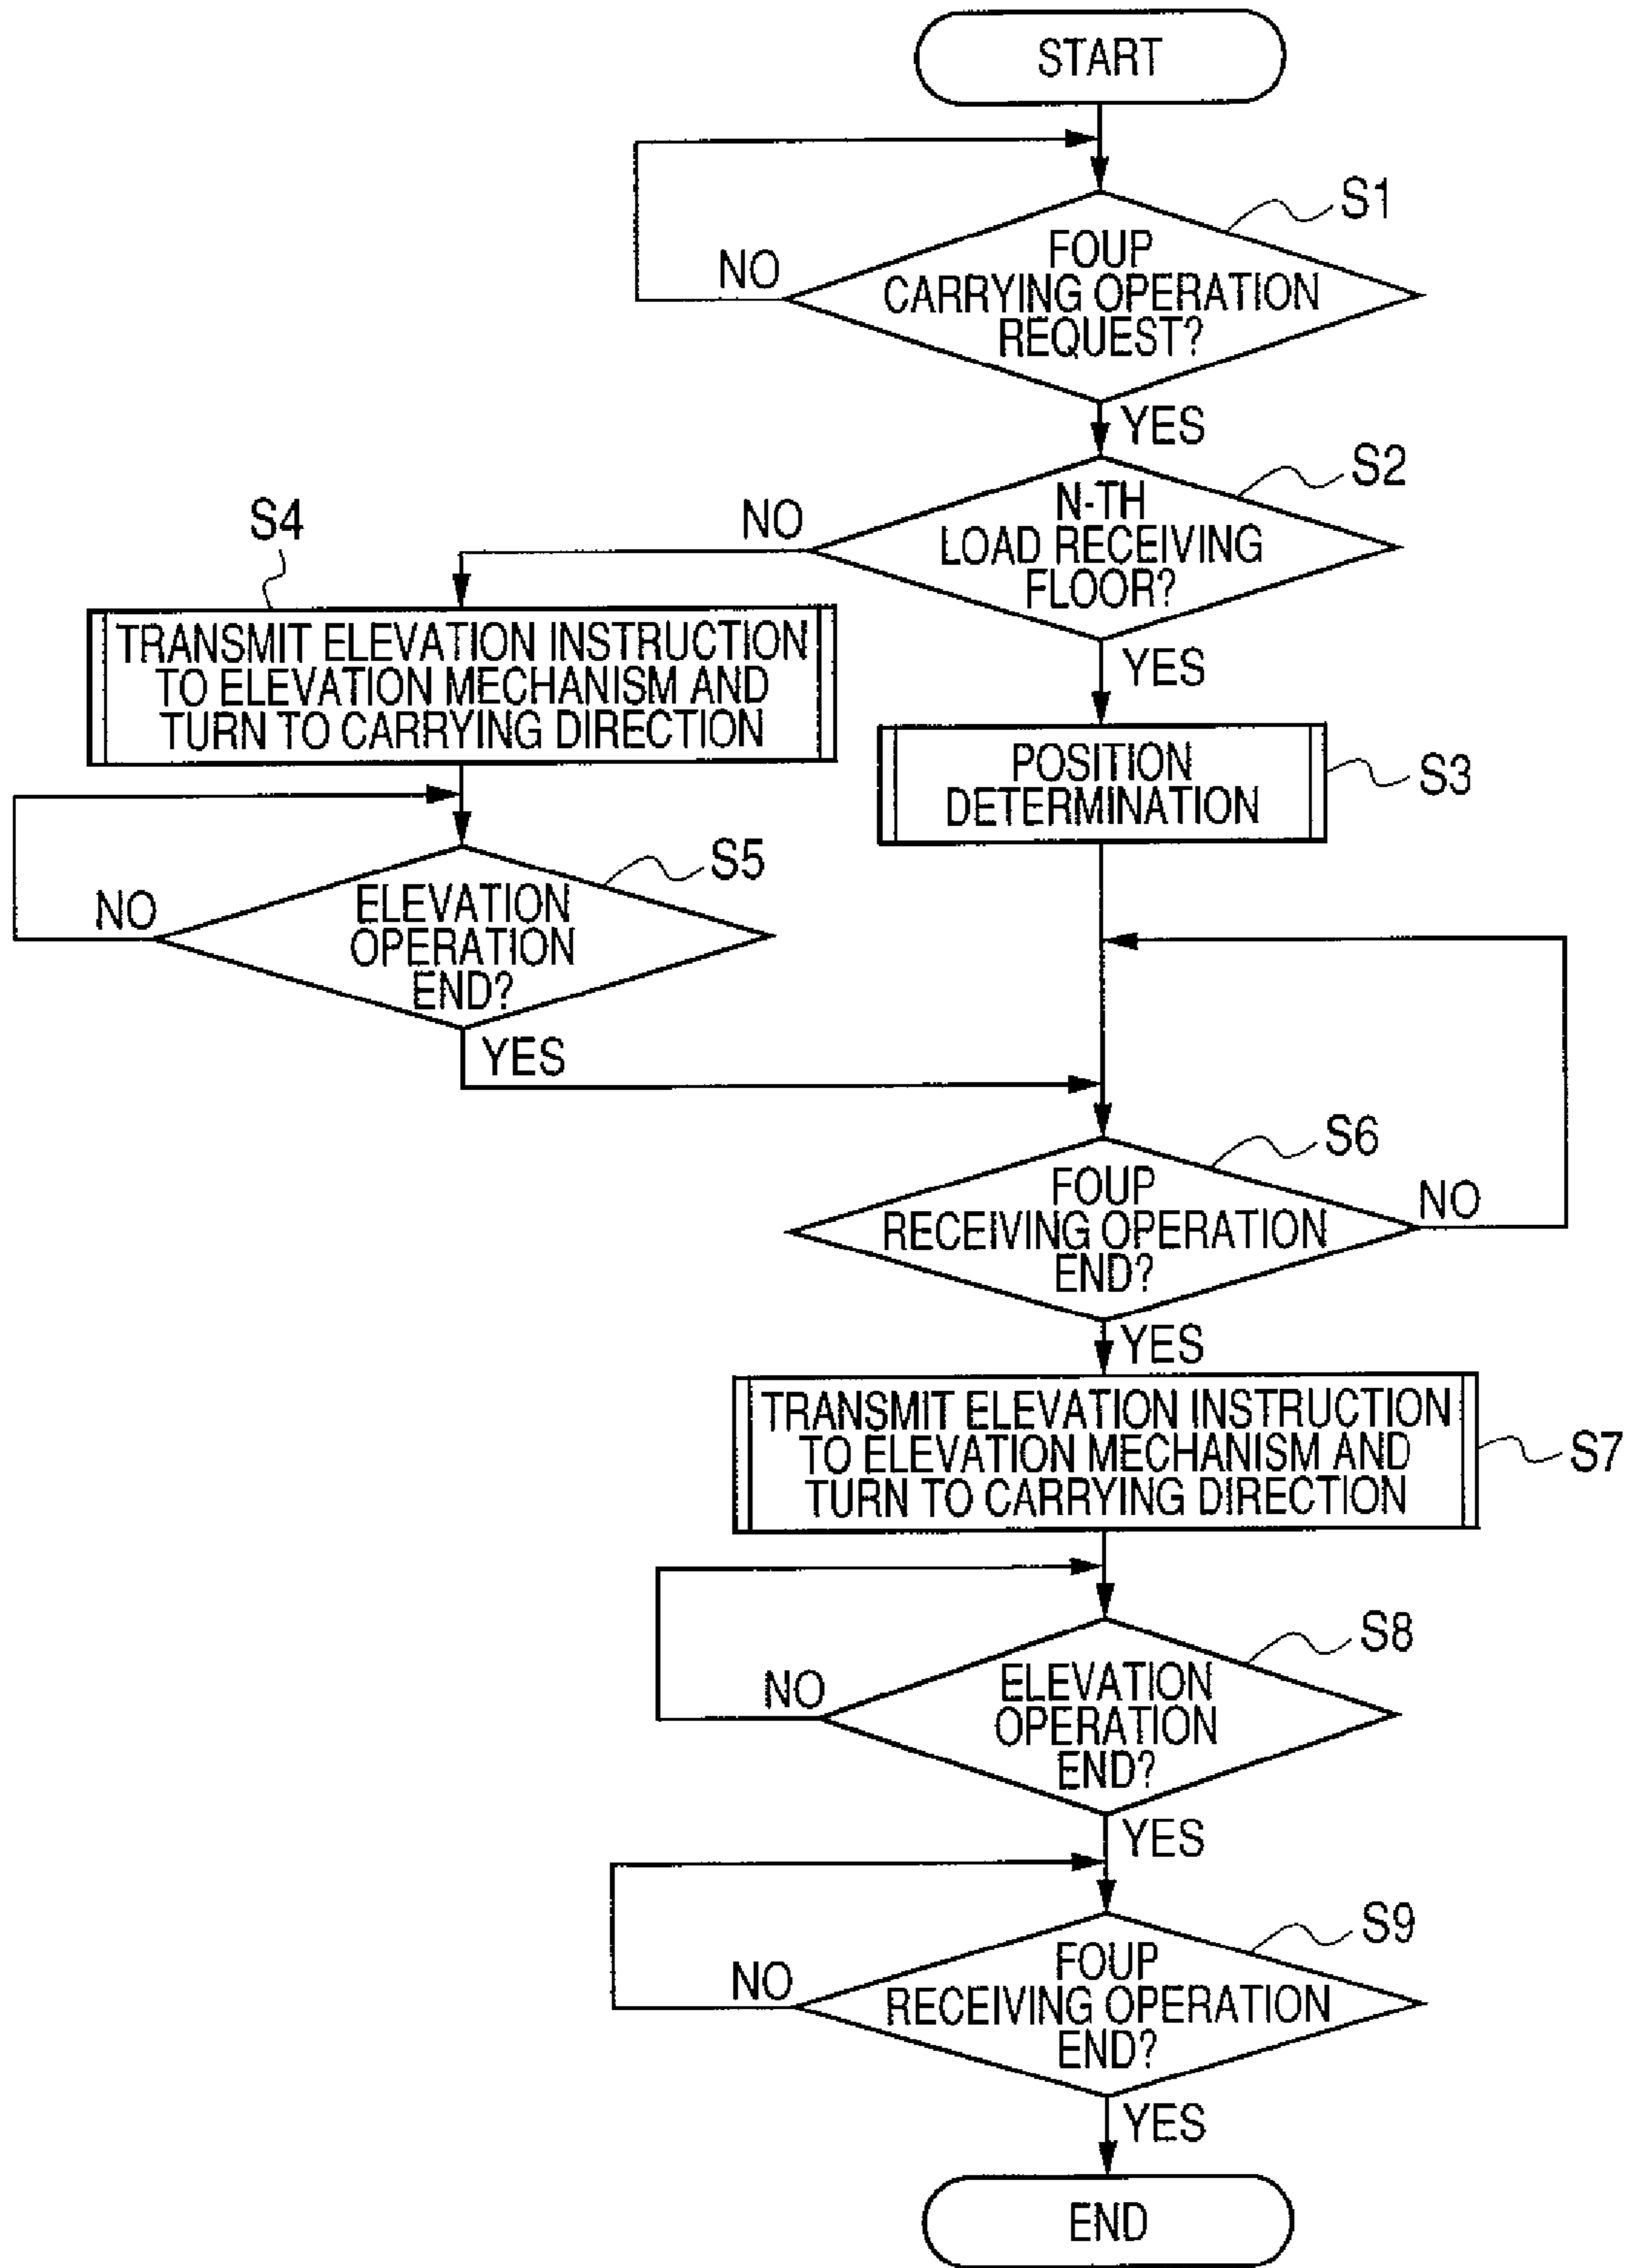 START
S1
FOUP
CARRYING OPERATION
REQUEST?
NO
YES
S2
N-TH
LOAD RECEIVING
FLOOR?
NO
YES
S4
TRANSMIT ELEVATION INSTRUCTION
TO ELEVATION MECHANISM AND
TURN TO CARRYING DIRECTION
POSITION
DETERMINATION
S3
S5
ELEVATION
OPERATION
END?
NO
YES
S6
FOUP
RECEIVING OPERATION
END?
NO
YES
TRANSMIT ELEVATION INSTRUCTION
TO ELEVATION MECHANISM AND
TURN TO CARRYING DIRECTION
S7
S8
ELEVATION
OPERATION
END?
NO
YES
S9
FOUP
RECEIVING OPERATION
END?
NO
YES
END